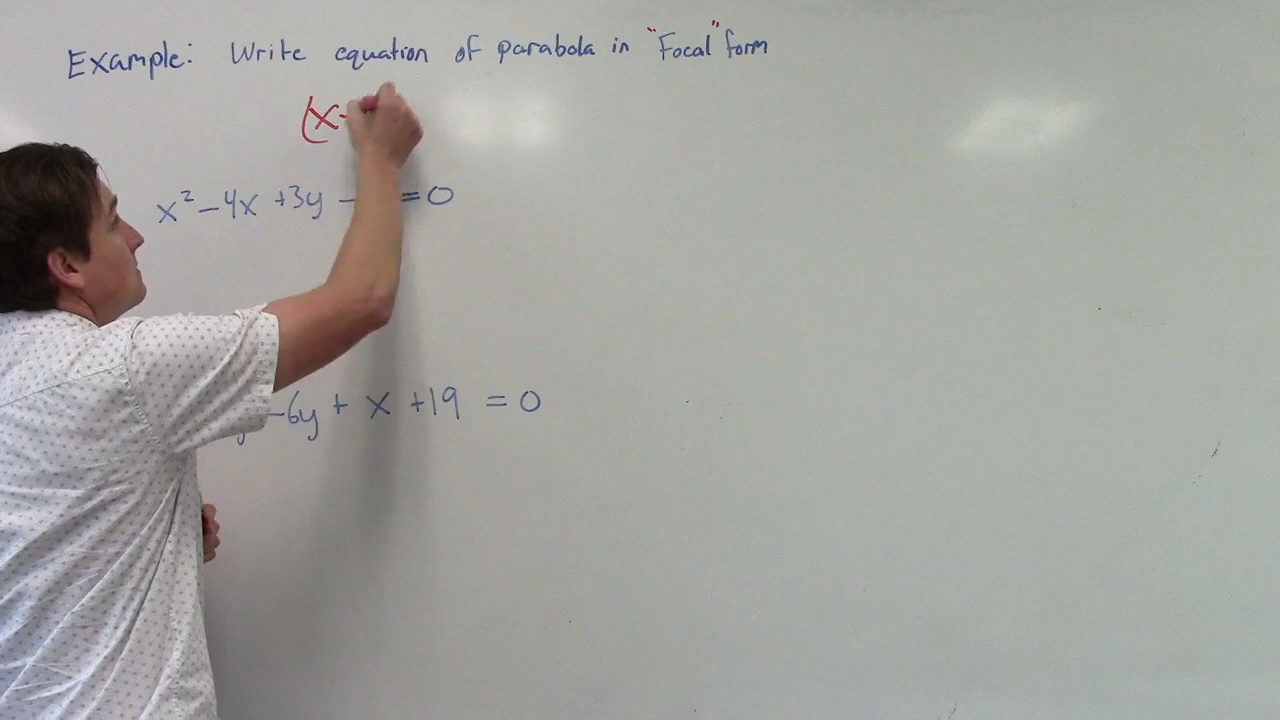 Example: Write equation of parabola in "Focal" form
(x-
x² - 4x + 3y - = 0
y - 6y + x + 19 = 0